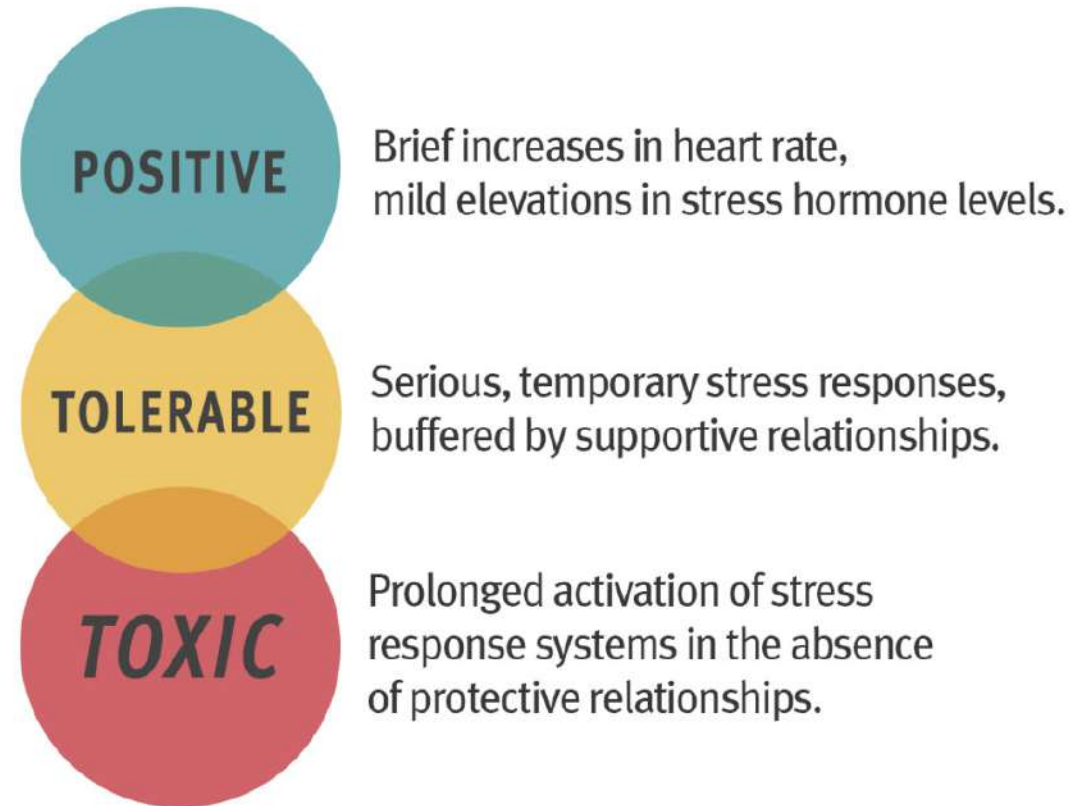 POSITIVE
Brief increases in heart rate,
mild elevations in stress hormone levels.
TOLERABLE
Serious, temporary stress responses,
buffered by supportive relationships.
TOXIC
Prolonged activation of stress
response systems in the absence
of protective relationships.